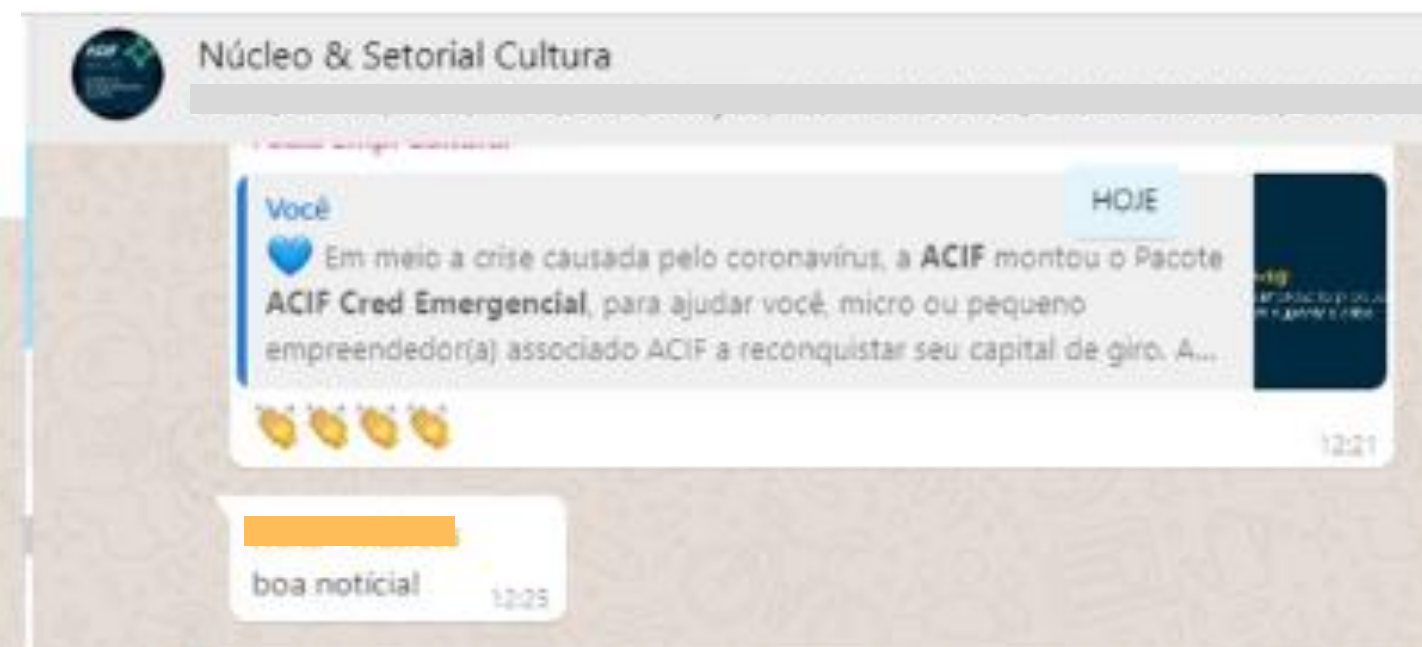 ACIF
Núcleo & Setorial Cultura
Você
HOJE
💙 Em meio a crise causada pelo coronavírus, a ACIF montou o Pacote
ACIF Cred Emergencial, para ajudar você, micro ou pequeno
empreendedor(a) associado ACIF a reconquistar seu capital de giro. A...
👏👏👏👏
12:21
boa notícia!
12:25